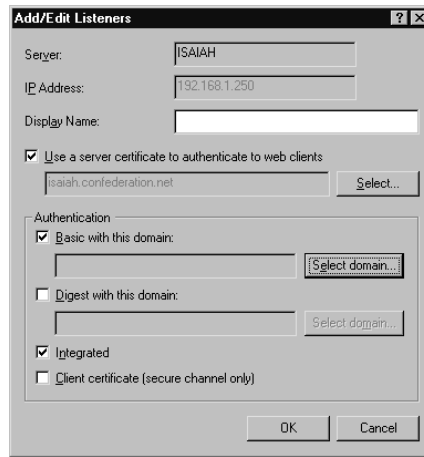 Add/Edit Listeners
Server: ISAIAH
IP Address: 192.168.1.250
Display Name:
Use a server certificate to authenticate to web clients
isaiah.confederation.net Select...
Authentication
Basic with this domain:
Select domain...
Digest with this domain:
Select domain...
Integrated
Client certificate (secure channel only)
OK Cancel